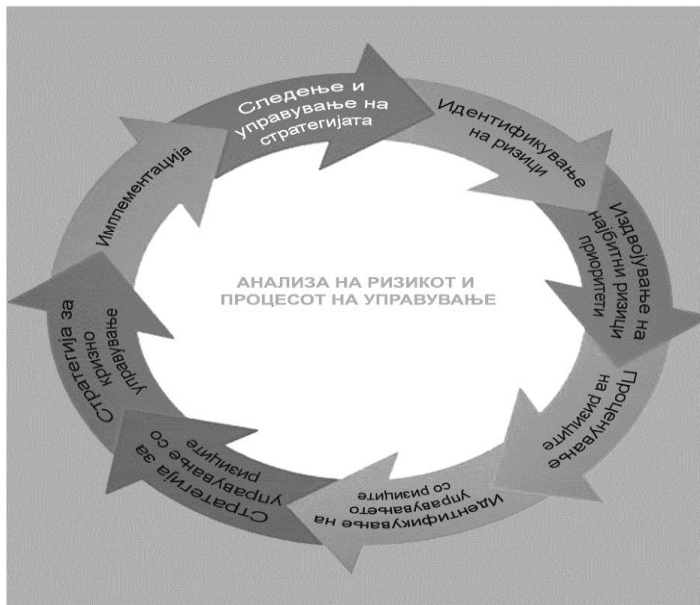 Следење и
управување на
стратегијата
Идентификување
на ризици
Издвојување на
најбитни ризици
приоритети
Проценување
на ризиците
Идентификување на
управувањето
со ризиците
Стратегија за
управување со
ризиците
Стратегија за
кризно
управување
Имплементација
АНАЛИЗА НА РИЗИКОТ И
ПРОЦЕСОТ НА УПРАВУВАЊЕ